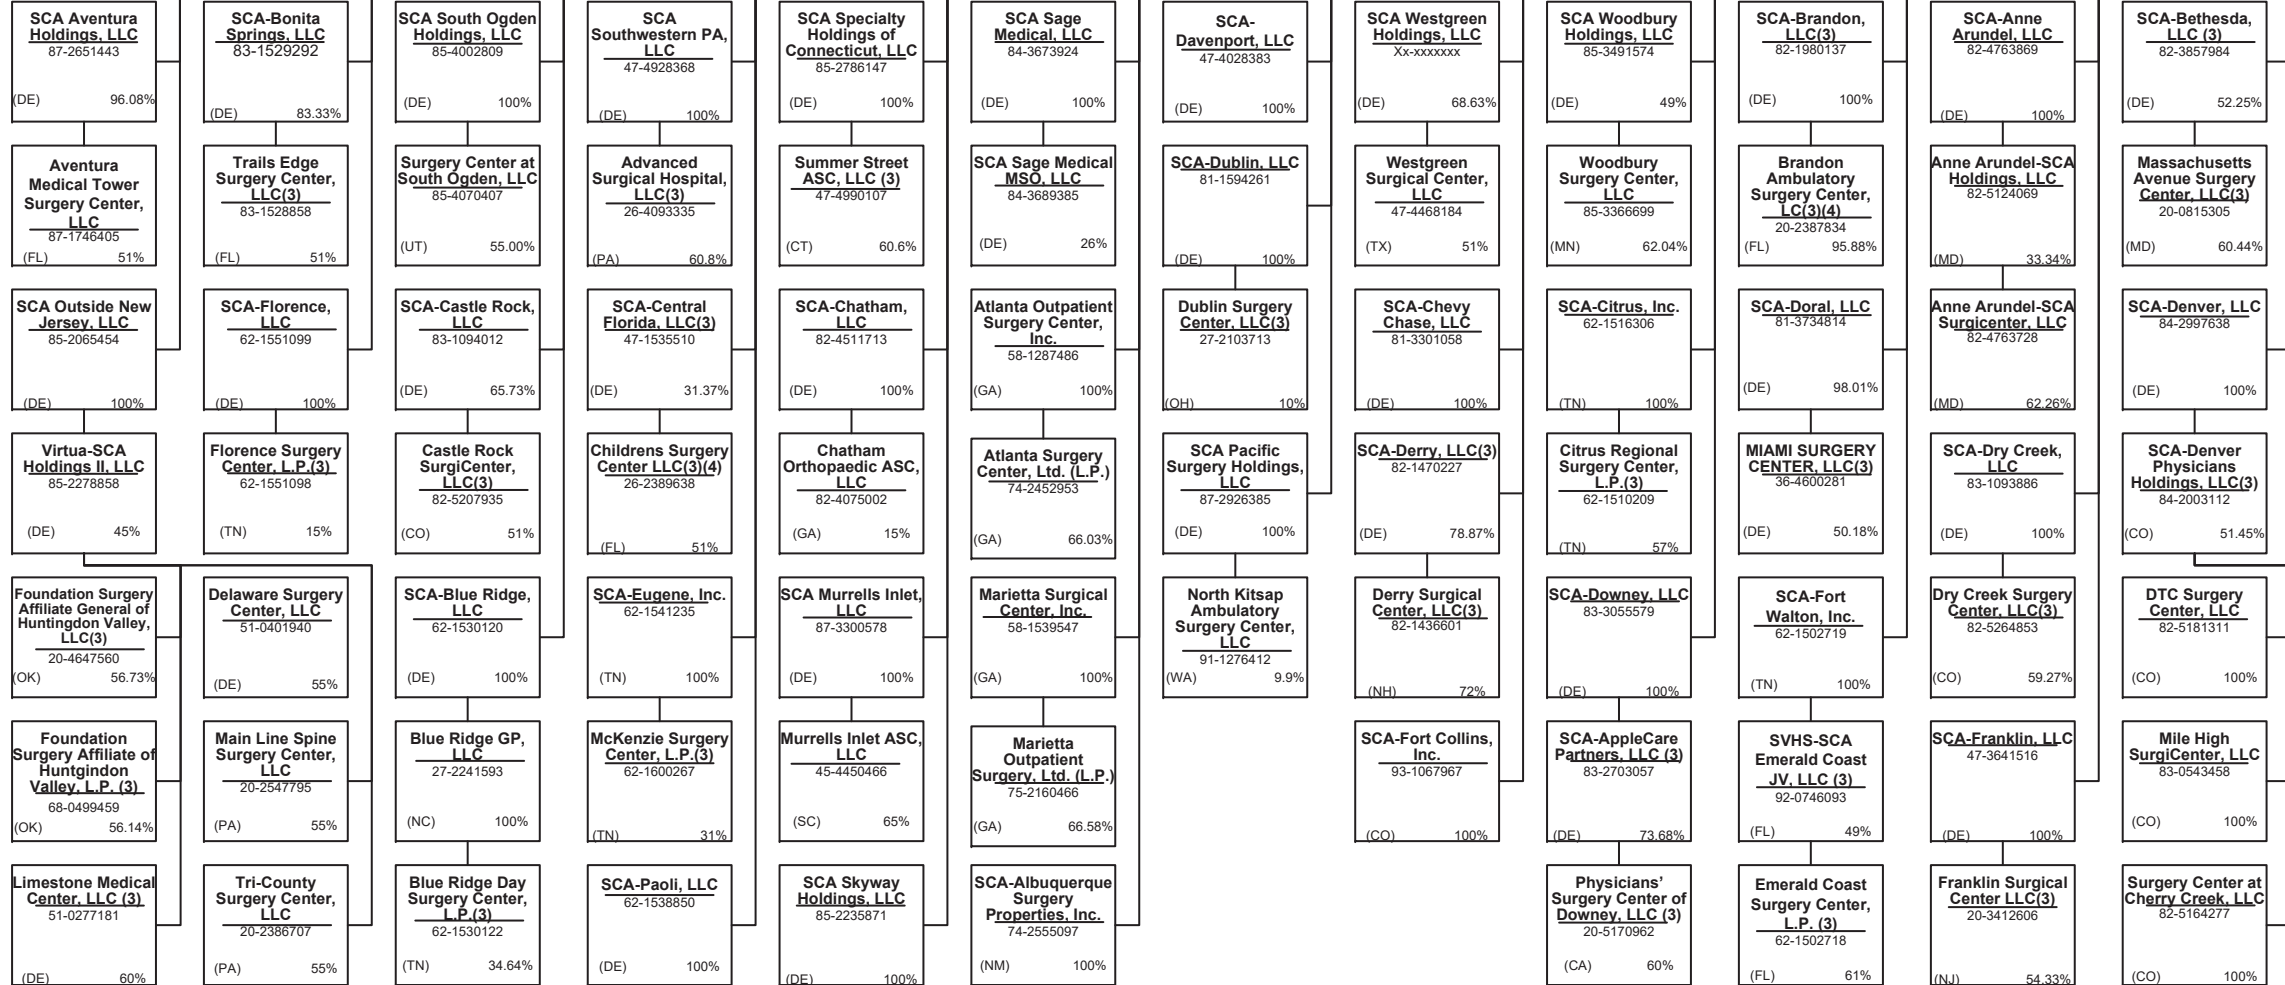 SCA Aventura
Holdings, LLC
87-2651443
(DE) 96.08%
Aventura
Medical Tower
Surgery Center,
LLC
87-1746405
(FL) 51%
SCA Outside New
Jersey, LLC
85-2065454
(DE) 100%
Virtua-SCA
Holdings II, LLC
85-2278858
(DE) 45%
Foundation Surgery
Affiliate General of
Huntingdon Valley,
LLC(3)
20-4647560
(OK) 56.73%
Foundation
Surgery Affiliate of
Huntgindon
Valley, L.P. (3)
68-0499459
(OK) 56.14%
Limestone Medical
Center, LLC (3)
51-0277181
(DE) 60%
SCA-Bonita
Springs, LLC
83-1529292
(DE) 83.33%
Trails Edge
Surgery Center,
LLC(3)
83-1528858
(FL) 51%
SCA-Florence,
LLC
62-1551099
(DE) 100%
Florence Surgery
Center, L.P.(3)
62-1551098
(TN) 15%
Delaware Surgery
Center, LLC
51-0401940
(DE) 55%
Main Line Spine
Surgery Center,
LLC
20-2547795
(PA) 55%
Tri-County
Surgery Center,
LLC
20-2386707
(PA) 55%
SCA South Ogden
Holdings, LLC
85-4002809
(DE) 100%
Surgery Center at
South Ogden, LLC
85-4070407
(UT) 55.00%
SCA-Castle Rock,
LLC
83-1094012
(DE) 65.73%
Castle Rock
SurgiCenter,
LLC(3)
82-5207935
(CO) 51%
SCA-Blue Ridge,
LLC
62-1530120
(DE) 100%
Blue Ridge GP,
LLC
27-2241593
(NC) 100%
Blue Ridge Day
Surgery Center,
L.P.(3)
62-1530122
(TN) 34.64%
SCA
Southwestern PA,
LLC
47-4928368
(DE) 100%
Advanced
Surgical Hospital,
LLC(3)
26-4093335
(PA) 60.8%
SCA-Central
Florida, LLC(3)
47-1535510
(DE) 31.37%
Childrens Surgery
Center LLC(3)(4)
26-2389638
(FL) 51%
SCA-Eugene, Inc.
62-1541235
(TN) 100%
McKenzie Surgery
Center, L.P.(3)
62-1600267
(TN) 31%
SCA-Paoli, LLC
62-1538850
(DE) 100%
SCA Specialty
Holdings of
Connecticut, LLC
85-2786147
(DE) 100%
Summer Street
ASC, LLC (3)
47-4990107
(CT) 60.6%
SCA-Chatham,
LLC
82-4511713
(DE) 100%
Chatham
Orthopaedic ASC,
LLC
82-4075002
(GA) 15%
SCA Murrells Inlet,
LLC
87-3300578
(DE) 100%
Murrells Inlet ASC,
LLC
45-4450466
(SC) 65%
SCA Skyway
Holdings, LLC
85-2235871
(DE) 100%
SCA Sage
Medical, LLC
84-3673924
(DE) 100%
SCA Sage Medical
MSO, LLC
84-3689385
(DE) 26%
Atlanta Outpatient
Surgery Center,
Inc.
58-1287486
(GA) 100%
Atlanta Surgery
Center, Ltd. (L.P.)
74-2452953
(GA) 66.03%
Marietta Surgical
Center, Inc.
58-1539547
(GA) 100%
Marietta
Outpatient
Surgery, Ltd. (L.P.)
75-2160466
(GA) 66.58%
SCA-Albuquerque
Surgery
Properties, Inc.
74-2555097
(NM) 100%
SCA-
Davenport, LLC
47-4028383
(DE) 100%
SCA-Dublin, LLC
81-1594261
(DE) 100%
Dublin Surgery
Center, LLC(3)
27-2103713
(OH) 10%
SCA Pacific
Surgery Holdings,
LLC
87-2926385
(DE) 100%
North Kitsap
Ambulatory
Surgery Center,
LLC
91-1276412
(WA) 9.9%
SCA Westgreen
Holdings, LLC
Xx-xxxxxxx
(DE) 68.63%
Westgreen
Surgical Center,
LLC
47-4468184
(TX) 51%
SCA-Chevy
Chase, LLC
81-3301058
(DE) 100%
SCA-Derry, LLC(3)
82-1470227
(DE) 78.87%
Derry Surgical
Center, LLC(3)
82-1436601
(NH) 72%
SCA-Fort Collins,
Inc.
93-1067967
(CO) 100%
SCA Woodbury
Holdings, LLC
85-3491574
(DE) 49%
Woodbury
Surgery Center,
LLC
85-3366699
(MN) 62.04%
SCA-Citrus, Inc.
62-1516306
(TN) 100%
Citrus Regional
Surgery Center,
L.P.(3)
62-1510209
(TN) 57%
SCA-Downey, LLC
83-3055579
(DE) 100%
SCA-AppleCare
Partners, LLC (3)
83-2703057
(DE) 73.68%
Physicians’
Surgery Center of
Downey, LLC (3)
20-5170962
(CA) 60%
SCA-Brandon,
LLC(3)
82-1980137
(DE) 100%
Brandon
Ambulatory
Surgery Center,
LC(3)(4)
20-2387834
(FL) 95.88%
SCA-Doral, LLC
81-3734814
(DE) 98.01%
MIAMI SURGERY
CENTER, LLC(3)
36-4600281
(DE) 50.18%
SCA-Fort
Walton, Inc.
62-1502719
(TN) 100%
SVHS-SCA
Emerald Coast
JV, LLC (3)
92-0746093
(FL) 49%
Emerald Coast
Surgery Center,
L.P. (3)
62-1502718
(FL) 61%
SCA-Anne
Arundel, LLC
82-4763869
(DE) 100%
Anne Arundel-SCA
Holdings, LLC
82-5124069
(MD) 33.34%
Anne Arundel-SCA
Surgicenter, LLC
82-4763728
(MD) 62.26%
SCA-Dry Creek,
LLC
83-1093886
(DE) 100%
Dry Creek Surgery
Center, LLC(3)
82-5264853
(CO) 59.27%
SCA-Franklin, LLC
47-3641516
(DE) 100%
Franklin Surgical
Center LLC(3)
20-3412606
(NJ) 54.33%
SCA-Bethesda,
LLC (3)
82-3857984
(DE) 52.25%
Massachusetts
Avenue Surgery
Center, LLC(3)
20-0815305
(MD) 60.44%
SCA-Denver, LLC
84-2997638
(DE) 100%
SCA-Denver
Physicians
Holdings, LLC(3)
84-2003112
(CO) 51.45%
DTC Surgery
Center, LLC
82-5181311
(CO) 100%
Mile High
SurgiCenter, LLC
83-0543458
(CO) 100%
Surgery Center at
Cherry Creek, LLC
82-5164277
(CO) 100%